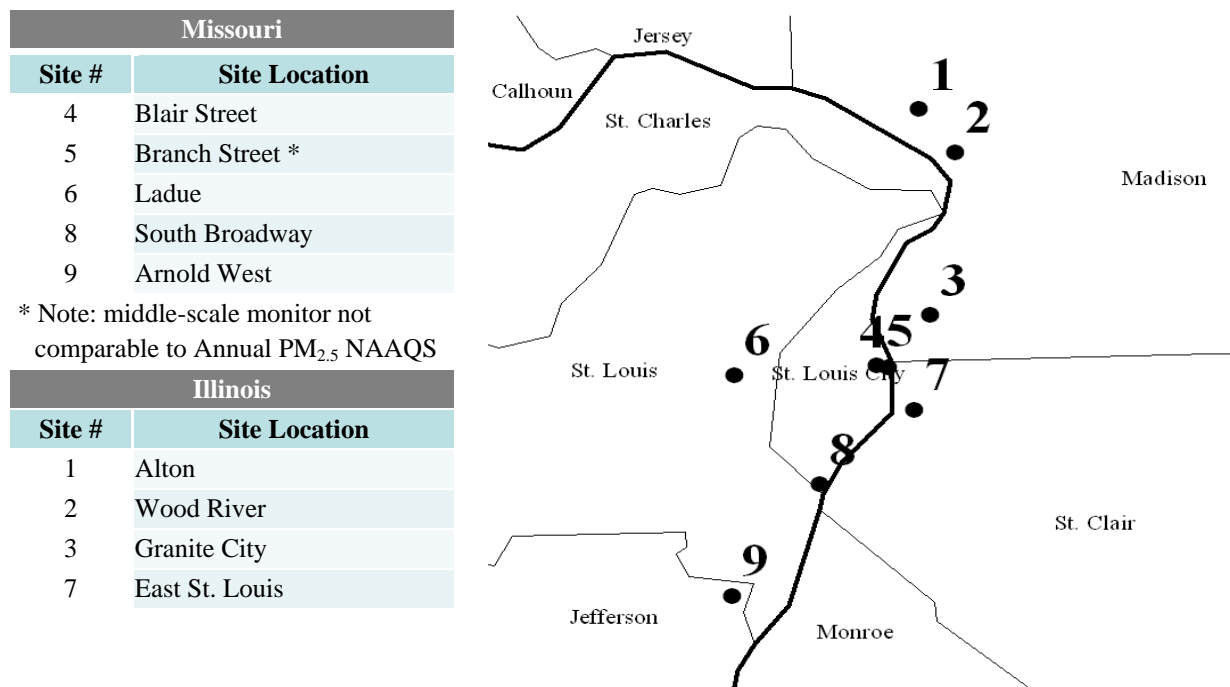 Missouri
Site # Site Location
4 Blair Street
5 Branch Street *
6 Ladue
8 South Broadway
9 Arnold West
* Note: middle-scale monitor not
comparable to Annual PM2.5 NAAQS
Illinois
Site # Site Location
1 Alton
2 Wood River
3 Granite City
7 East St. Louis
Jersey
Calhoun
St. Charles
1
2
Madison
3
4 5
6
St. Louis
St. Louis City
7
8
St. Clair
9
Jefferson
Monroe